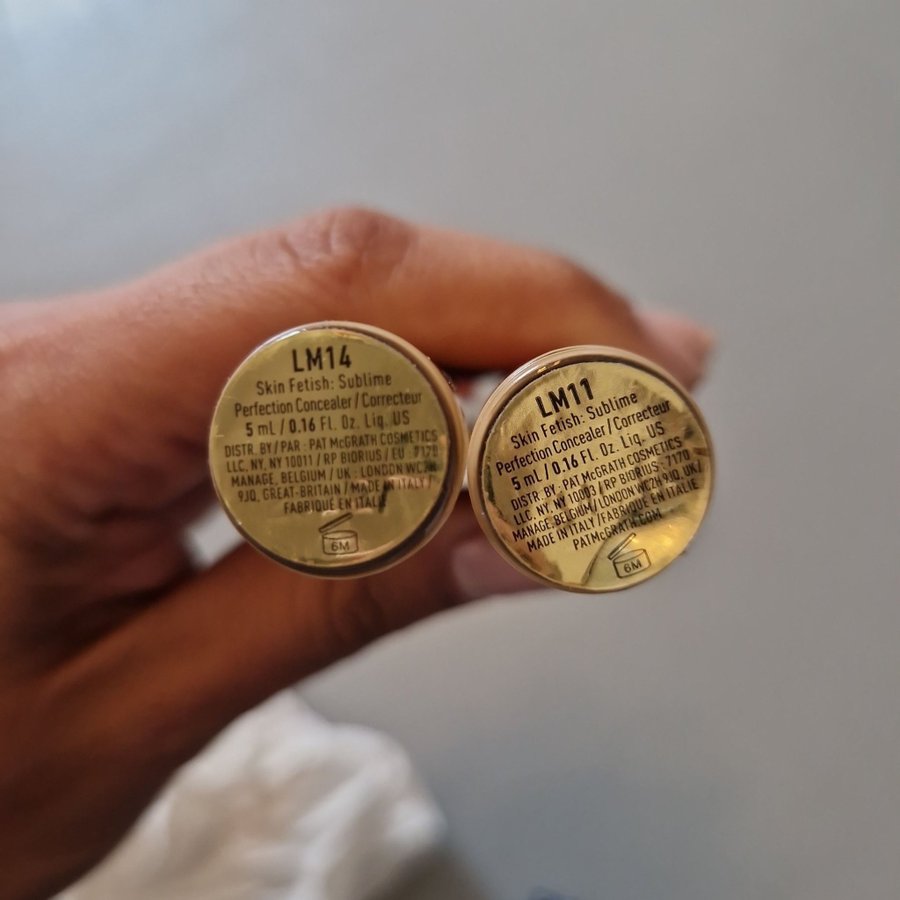 LM14
Skin Fetish: Sublime
Perfection Concealer / Correcteur
5 mL / 0.16 Fl. Oz. Liq. US
DISTR. BY / PAR : PAT McGRATH COSMETICS
LLC, NY, NY 10011 / RP BIORIUS / EU : 7170
MANAGE, BELGIUM / UK : LONDON WC2H
9JQ, GREAT-BRITAIN / MADE IN ITALY /
FABRIQUÉ EN ITALIE
6M
LM11
Skin Fetish: Sublime
Perfection Concealer / Correcteur
5 mL / 0.16 Fl. Oz. Liq. US
DISTR. BY: PAT McGRATH COSMETICS
LLC, NY, NY 10003 / RP BIORIUS : 7170
MANAGE, BELGIUM / LONDON WC2H 9JQ, UK /
MADE IN ITALY / FABRIQUÉ EN ITALIE
PATMcGRATH.COM
6M